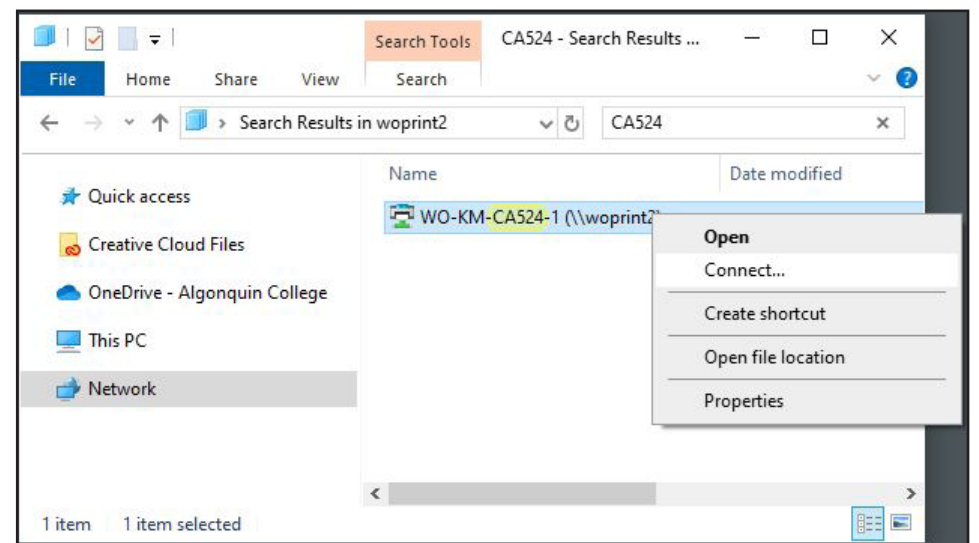 Search Tools CA524 - Search Results ...
File Home Share View Search
Search Results in woprint2 CA524
Name Date modified
Quick access
WO-KM-CA524-1 (\\woprint2)
Open
Creative Cloud Files
Connect...
OneDrive - Algonquin College
Create shortcut
This PC
Open file location
Network
Properties
1 item 1 item selected